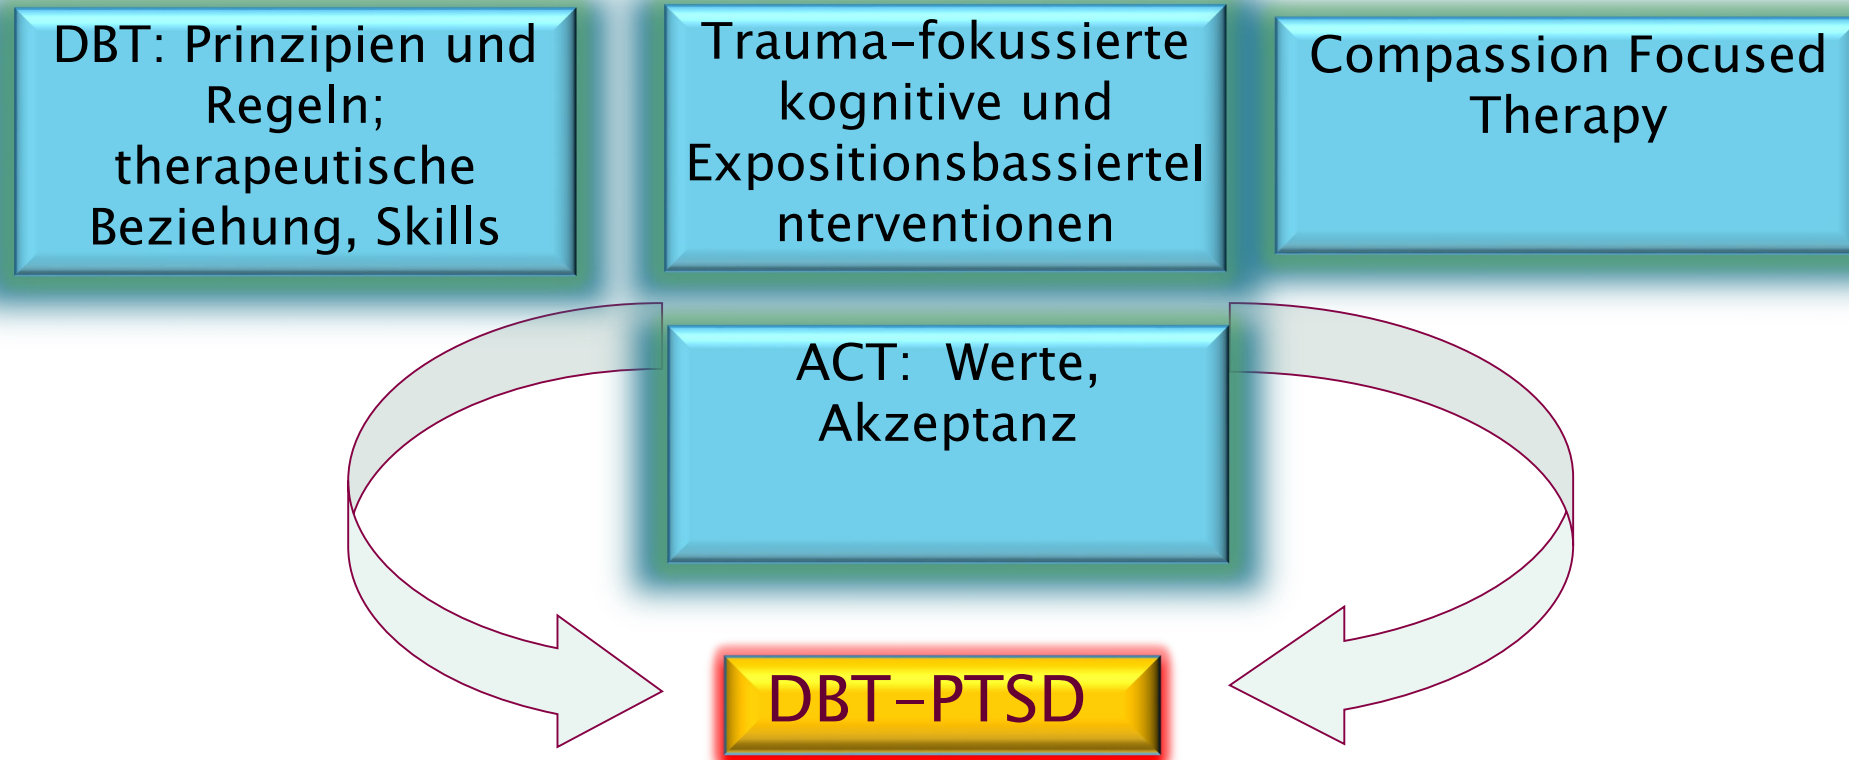 DBT: Prinzipien und
Regeln;
therapeutische
Beziehung, Skills
Trauma-fokussierte
kognitive und
ExpositionsbassierteI
nterventionen
Compassion Focused
Therapy
ACT:  Werte,
Akzeptanz
DBT-PTSD